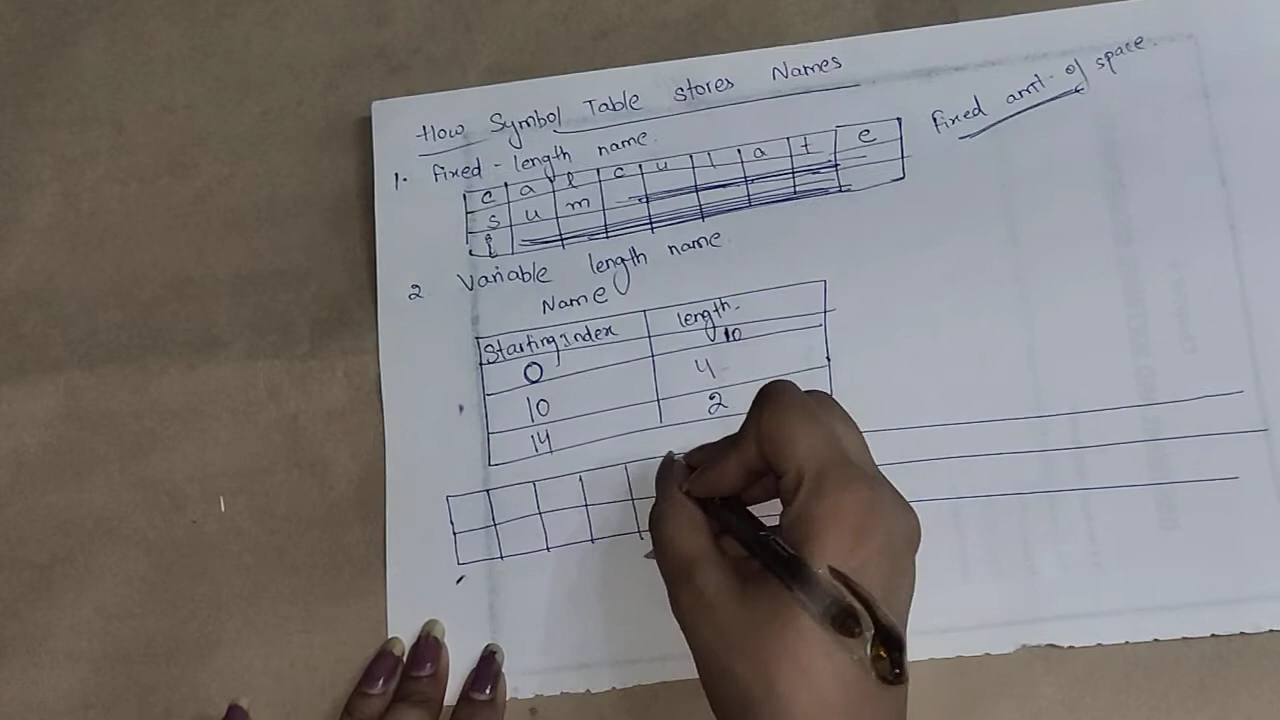 How Symbol Table stores Names
fixed amt. of space.
1. fixed-length name.
c a l c u l a t e
s u m
i
2 Variable length name
Name
Starting Index length.
0 10
10 4
14 2